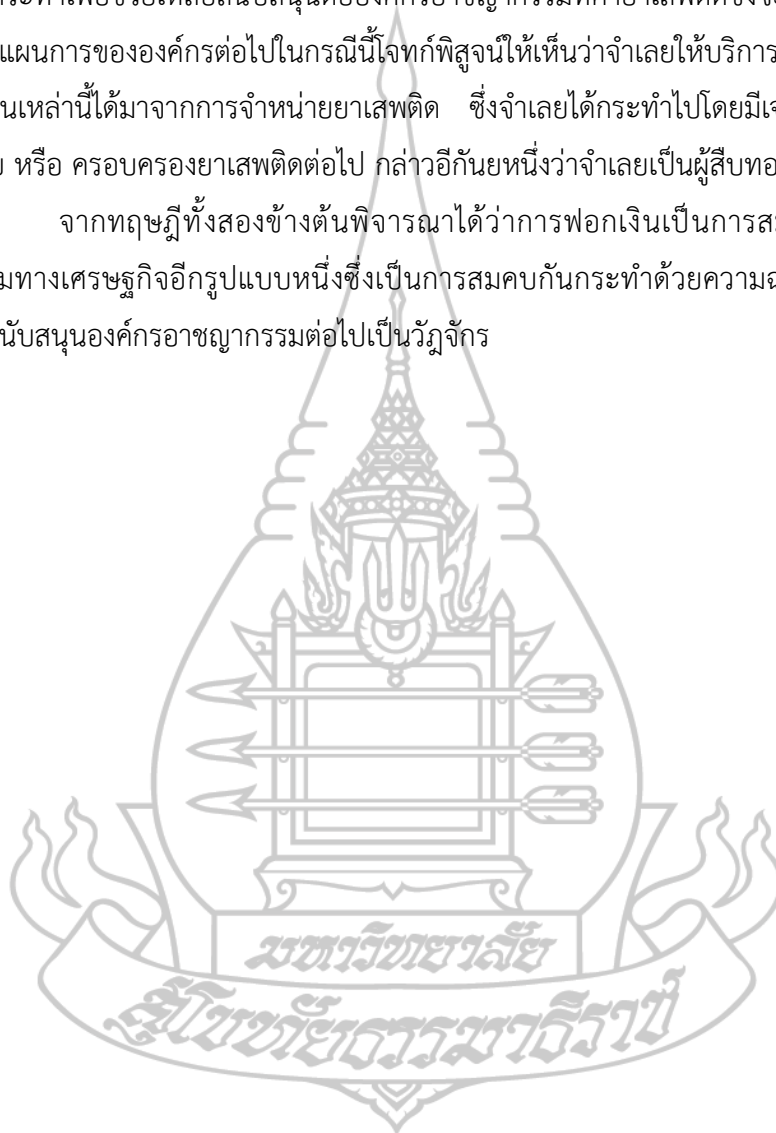 แผนการขององค์กรต่อไปในกรณีนี้โจทก์พิสูจน์ให้เห็นว่าจำเลยให้บริการ
นเหล่านี้ได้มาจากการจำหน่ายยาเสพติด ซึ่งจำเลยได้กระทำไปโดยมีเจ
หรือ ครอบครองยาเสพติดต่อไป กล่าวอีกนัยหนึ่งว่าจำเลยเป็นผู้สืบทอ
จากทฤษฎีทั้งสองข้างต้นพิจารณาได้ว่าการฟอกเงินเป็นการสม
มทางเศรษฐกิจอีกรูปแบบหนึ่งซึ่งเป็นการสมคบกันกระทำด้วยความฉ
นับสนุนองค์กรอาชญากรรมต่อไปเป็นวัฎจักร
มหาวิทยาลัย
สุโขทัยธรรมาธิราช